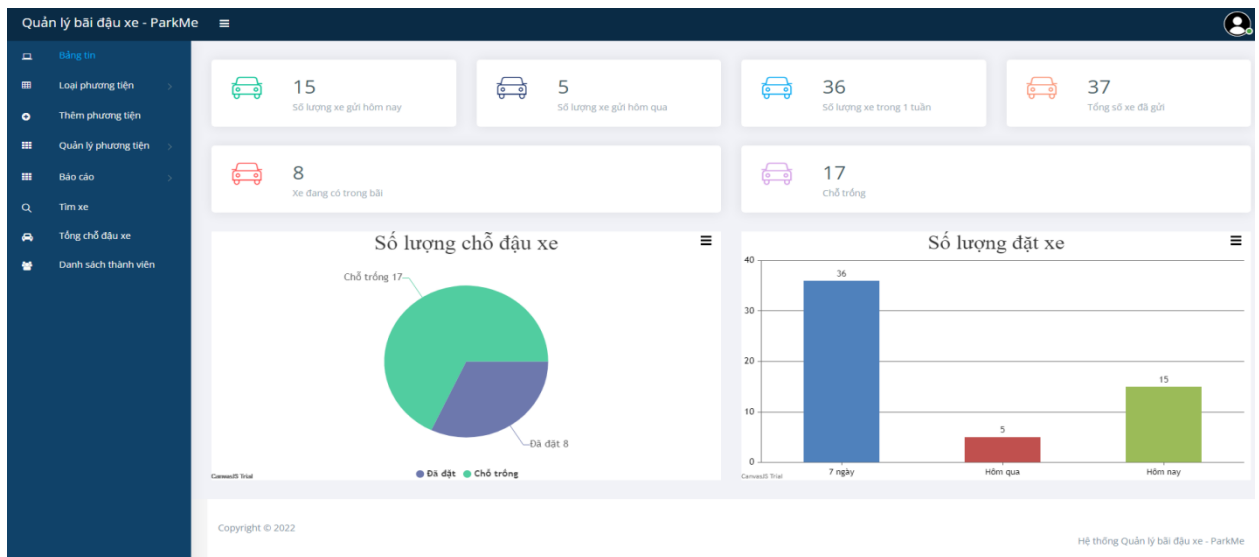 Quản lý bãi đậu xe - ParkMe
Bảng tin
Loại phương tiện
Thêm phương tiện
Quản lý phương tiện
Báo cáo
Tìm xe
Tổng chỗ đậu xe
Danh sách thành viên
15
Số lượng xe gửi hôm nay
5
Số lượng xe gửi hôm qua
36
Số lượng xe trong 1 tuần
37
Tổng số xe đã gửi
8
Xe đang có trong bãi
17
Chỗ trống
Số lượng chỗ đậu xe
Chỗ trống 17
Đã đặt 8
Đã đặt Chỗ trống
CanvasJS Trial
Số lượng đặt xe
40
30
20
10
0
36
5
15
7 ngày Hôm qua Hôm nay
CanvasJS Trial
Copyright © 2022
Hệ thống Quản lý bãi đậu xe - ParkMe